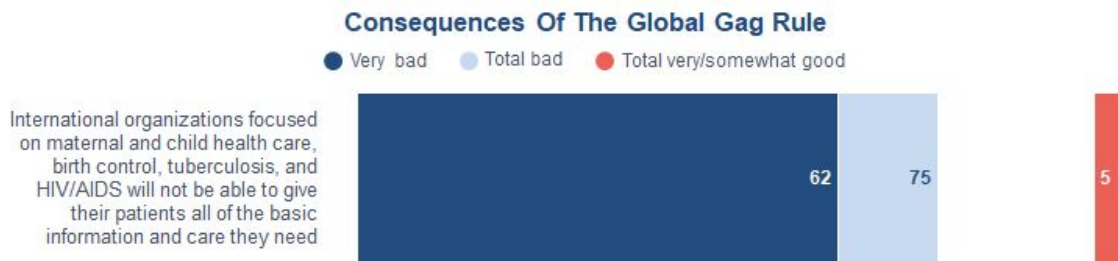 Consequences Of The Global Gag Rule
Very bad Total bad Total very/somewhat good
International organizations focused
on maternal and child health care,
birth control, tuberculosis, and
HIV/AIDS will not be able to give
their patients all of the basic
information and care they need
62 75 5